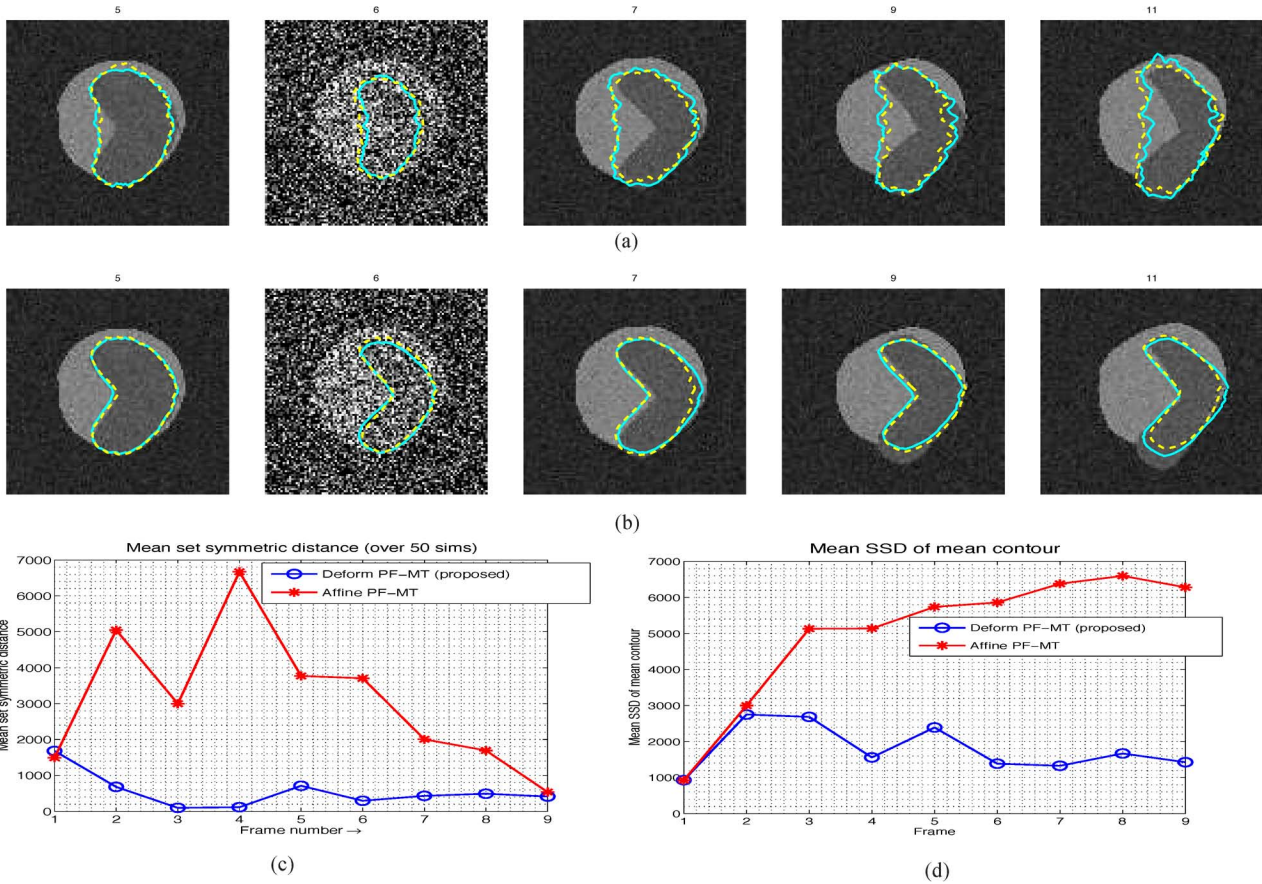 5 6 7 9 11
(a)
5 6 7 9 11
(b)
Mean set symmetric distance (over 50 sims)
Deform PF−MT (proposed)
Affine PF−MT
7000
6000
5000
4000
3000
2000
1000
0
Mean set symmetric distance
1 2 3 4 5 6 7 8 9
Frame number →
(c)
Mean SSD of mean contour
Deform PF−MT (proposed)
Affine PF−MT
7000
6000
5000
4000
3000
2000
1000
0
Mean SSD of mean contour
1 2 3 4 5 6 7 8 9
Frame
(d)